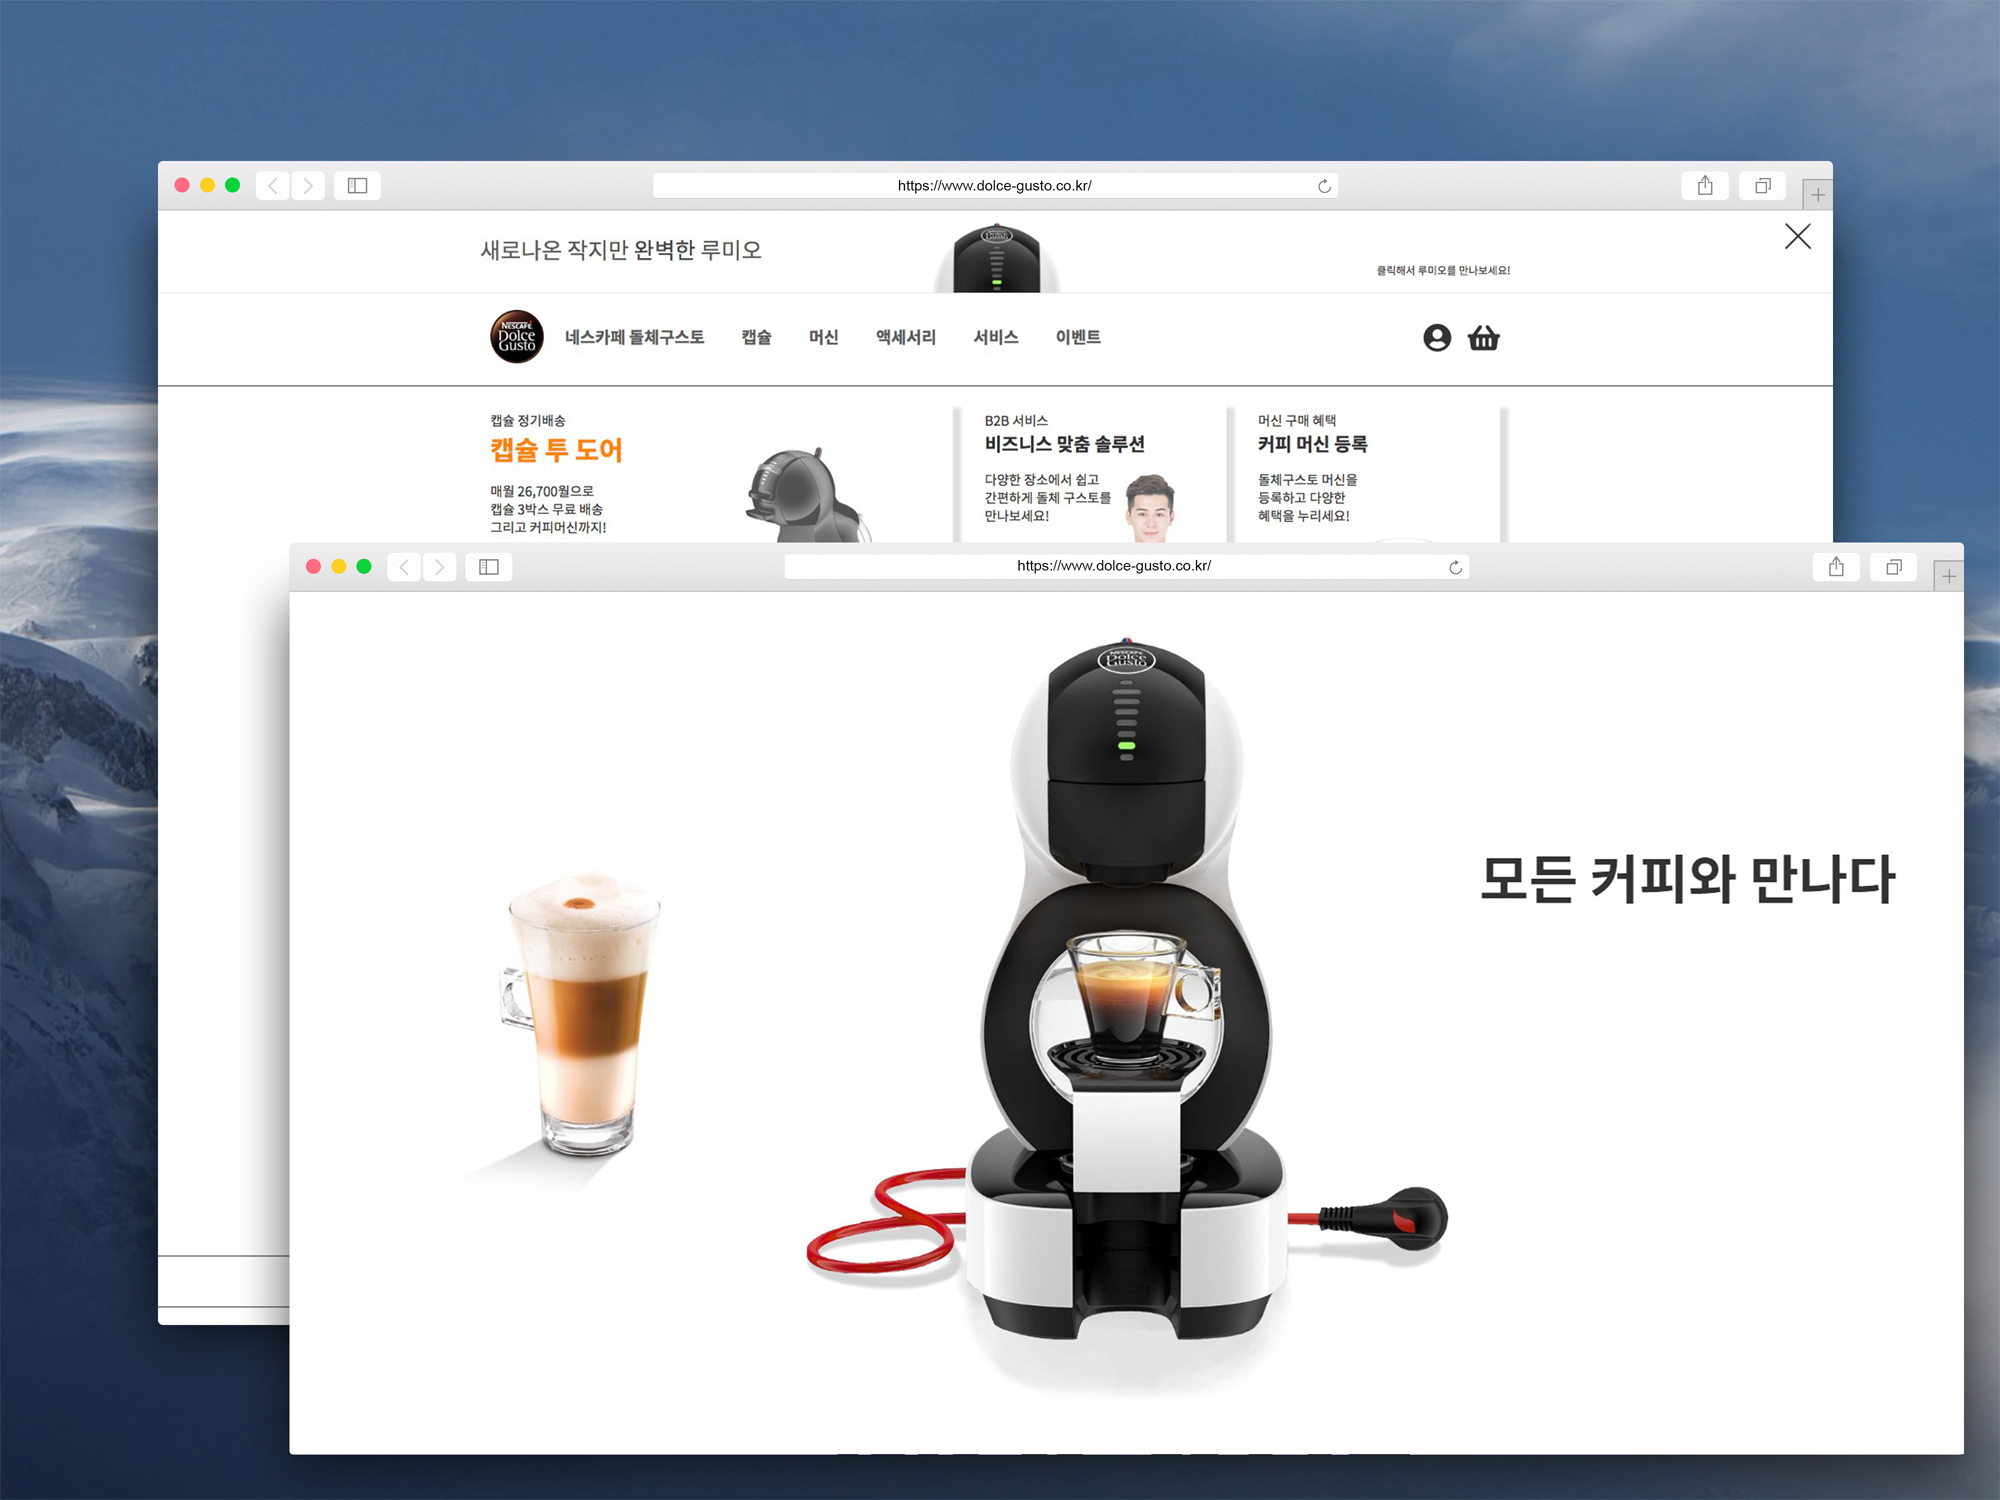 https://www.dolce-gusto.co.kr/
새로나온 작지만 완벽한 루미오
클릭해서 루미오를 만나보세요!
NESCAFÉ
Dolce
Gusto
네스카페 돌체구스토 캡슐 머신 액세서리 서비스 이벤트
캡슐 정기배송
캡슐 투 도어
매월 26,700월으로
캡슐 3박스 무료 배송
그리고 커피머신까지!
B2B 서비스
비즈니스 맞춤 솔루션
다양한 장소에서 쉽고
간편하게 돌체 구스토를
만나보세요!
머신 구매 혜택
커피 머신 등록
돌체구스토 머신을
등록하고 다양한
혜택을 누리세요!
https://www.dolce-gusto.co.kr/
NESCAFÉ
Dolce
Gusto
모든 커피와 만나다